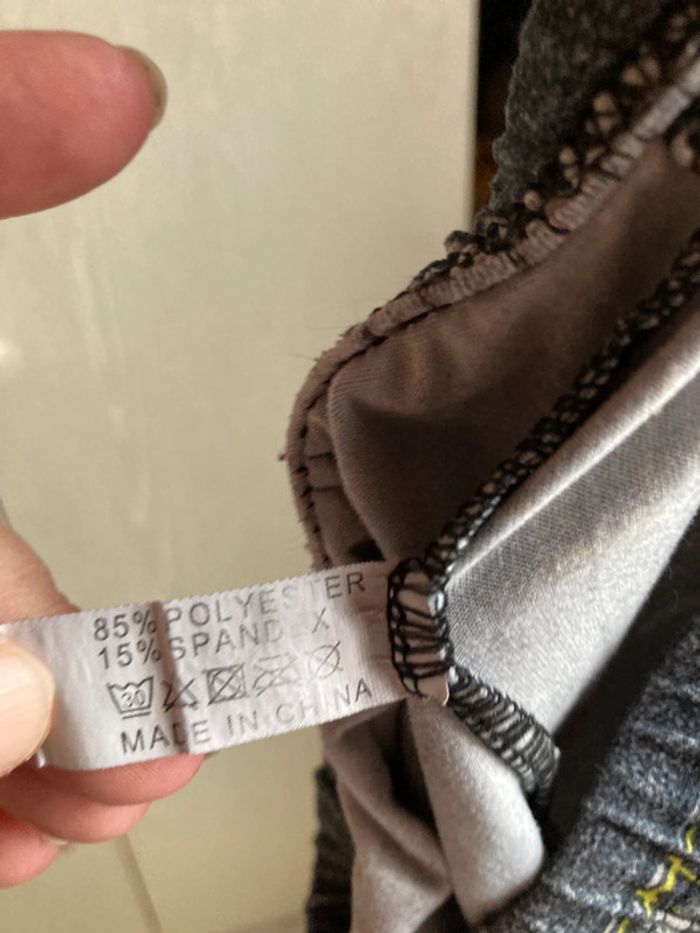 85% POLYESTER
15% SPANDEX
30
MADE IN CHINA